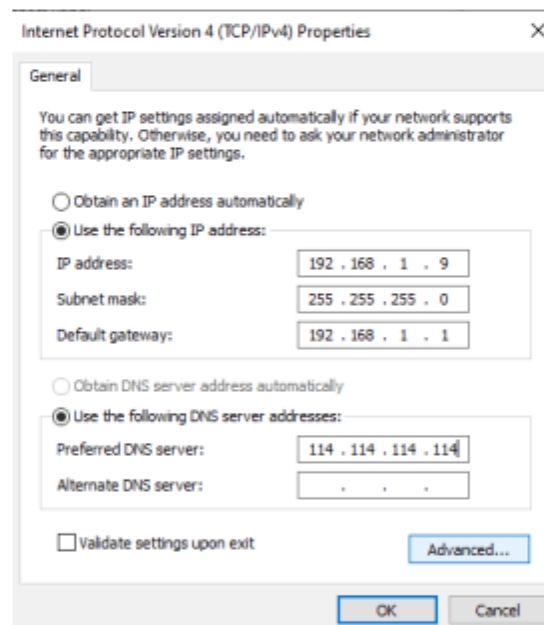 Internet Protocol Version 4 (TCP/IPv4) Properties
General
You can get IP settings assigned automatically if your network supports
this capability. Otherwise, you need to ask your network administrator
for the appropriate IP settings.
Obtain an IP address automatically
Use the following IP address:
IP address: 192 . 168 . 1 . 9
Subnet mask: 255 . 255 . 255 . 0
Default gateway: 192 . 168 . 1 . 1
Obtain DNS server address automatically
Use the following DNS server addresses:
Preferred DNS server: 114 . 114 . 114 . 114
Alternate DNS server: . . .
Validate settings upon exit
Advanced...
OK Cancel